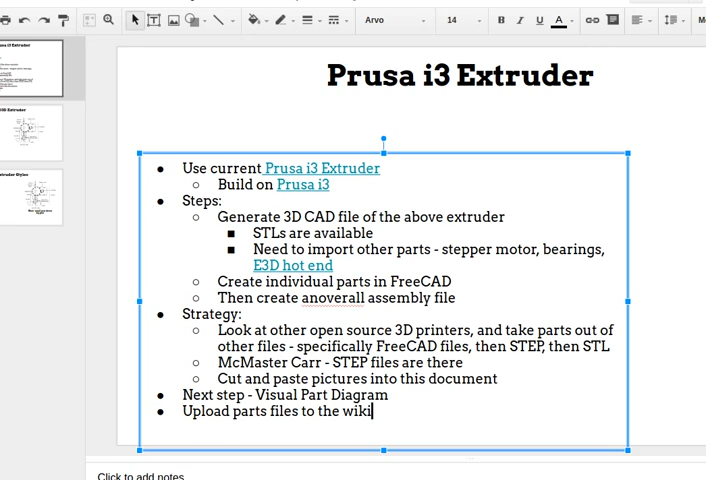 Arvo
14
B I U A
Prusa i3 Extruder
Use current Prusa i3 Extruder
Build on Prusa i3
Steps:
Generate 3D CAD file of the above extruder
STLs are available
Need to import other parts - stepper motor, bearings,
E3D hot end
Create individual parts in FreeCAD
Then create anoverall assembly file
Strategy:
Look at other open source 3D printers, and take parts out of
other files - specifically FreeCAD files, then STEP, then STL
McMaster Carr - STEP files are there
Cut and paste pictures into this document
Next step - Visual Part Diagram
Upload parts files to the wiki
Click to add notes